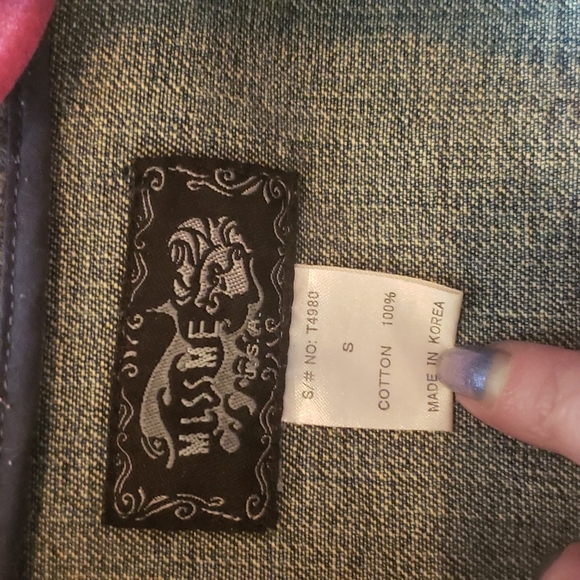 MISS ME
U.S.A.
S/# NO: T4980
S
COTTON 100%
MADE IN KOREA